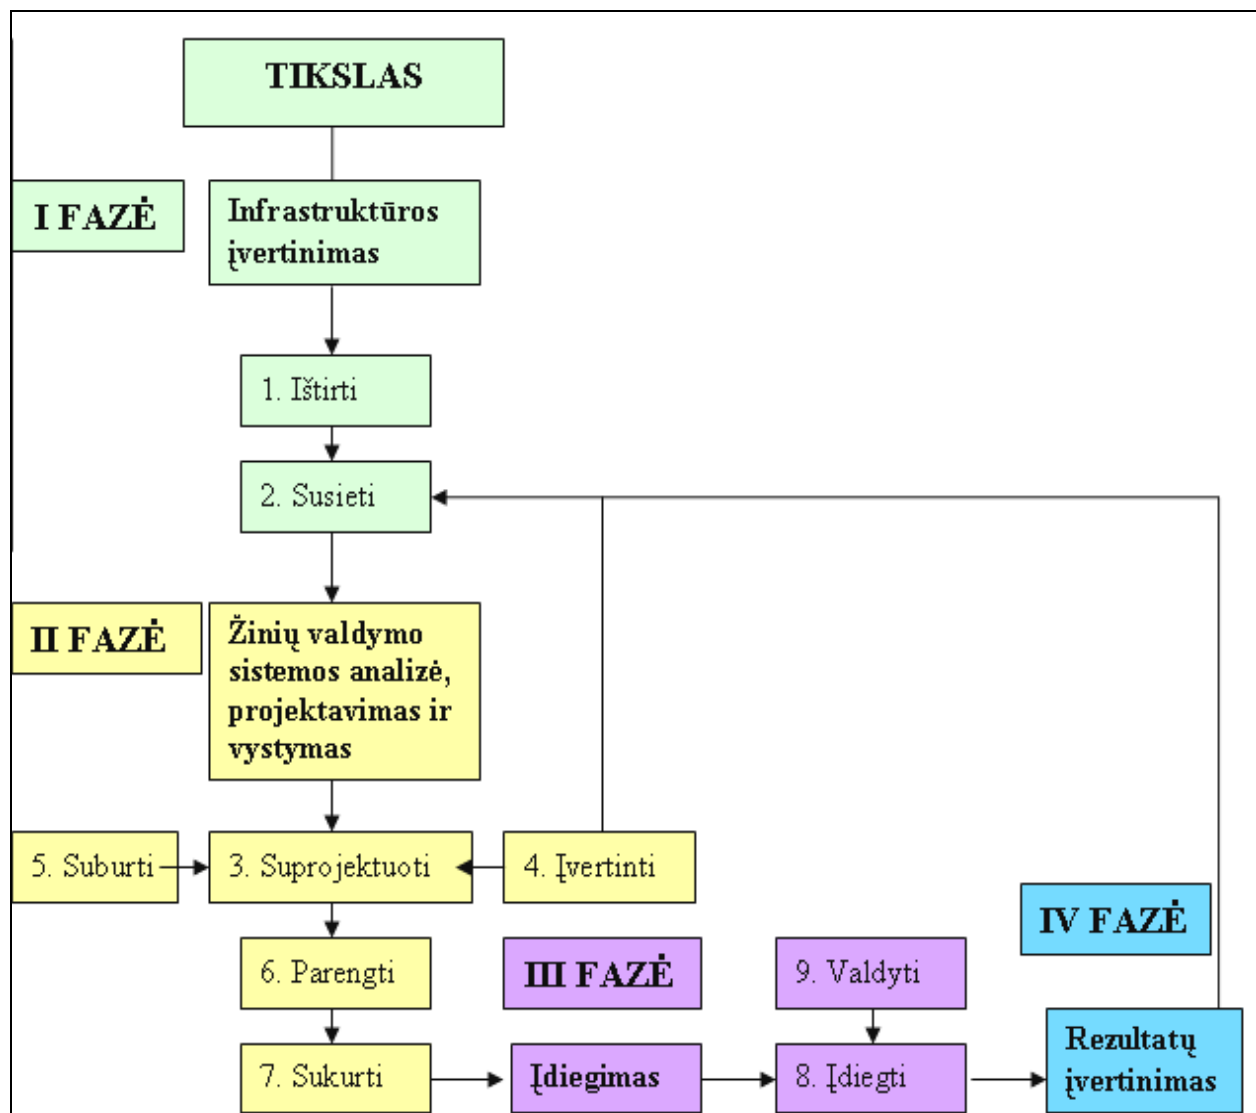 TIKSLAS
I FAZĖ
Infrastruktūros
įvertinimas
1. Ištirti
2. Susieti
II FAZĖ
Žinių valdymo
sistemos analizė,
projektavimas ir
vystymas
5. Suburti
3. Suprojektuoti
4. Įvertinti
6. Parengti
III FAZĖ
9. Valdyti
IV FAZĖ
7. Sukurti
Įdiegimas
8. Įdiegti
Rezultatų
įvertinimas